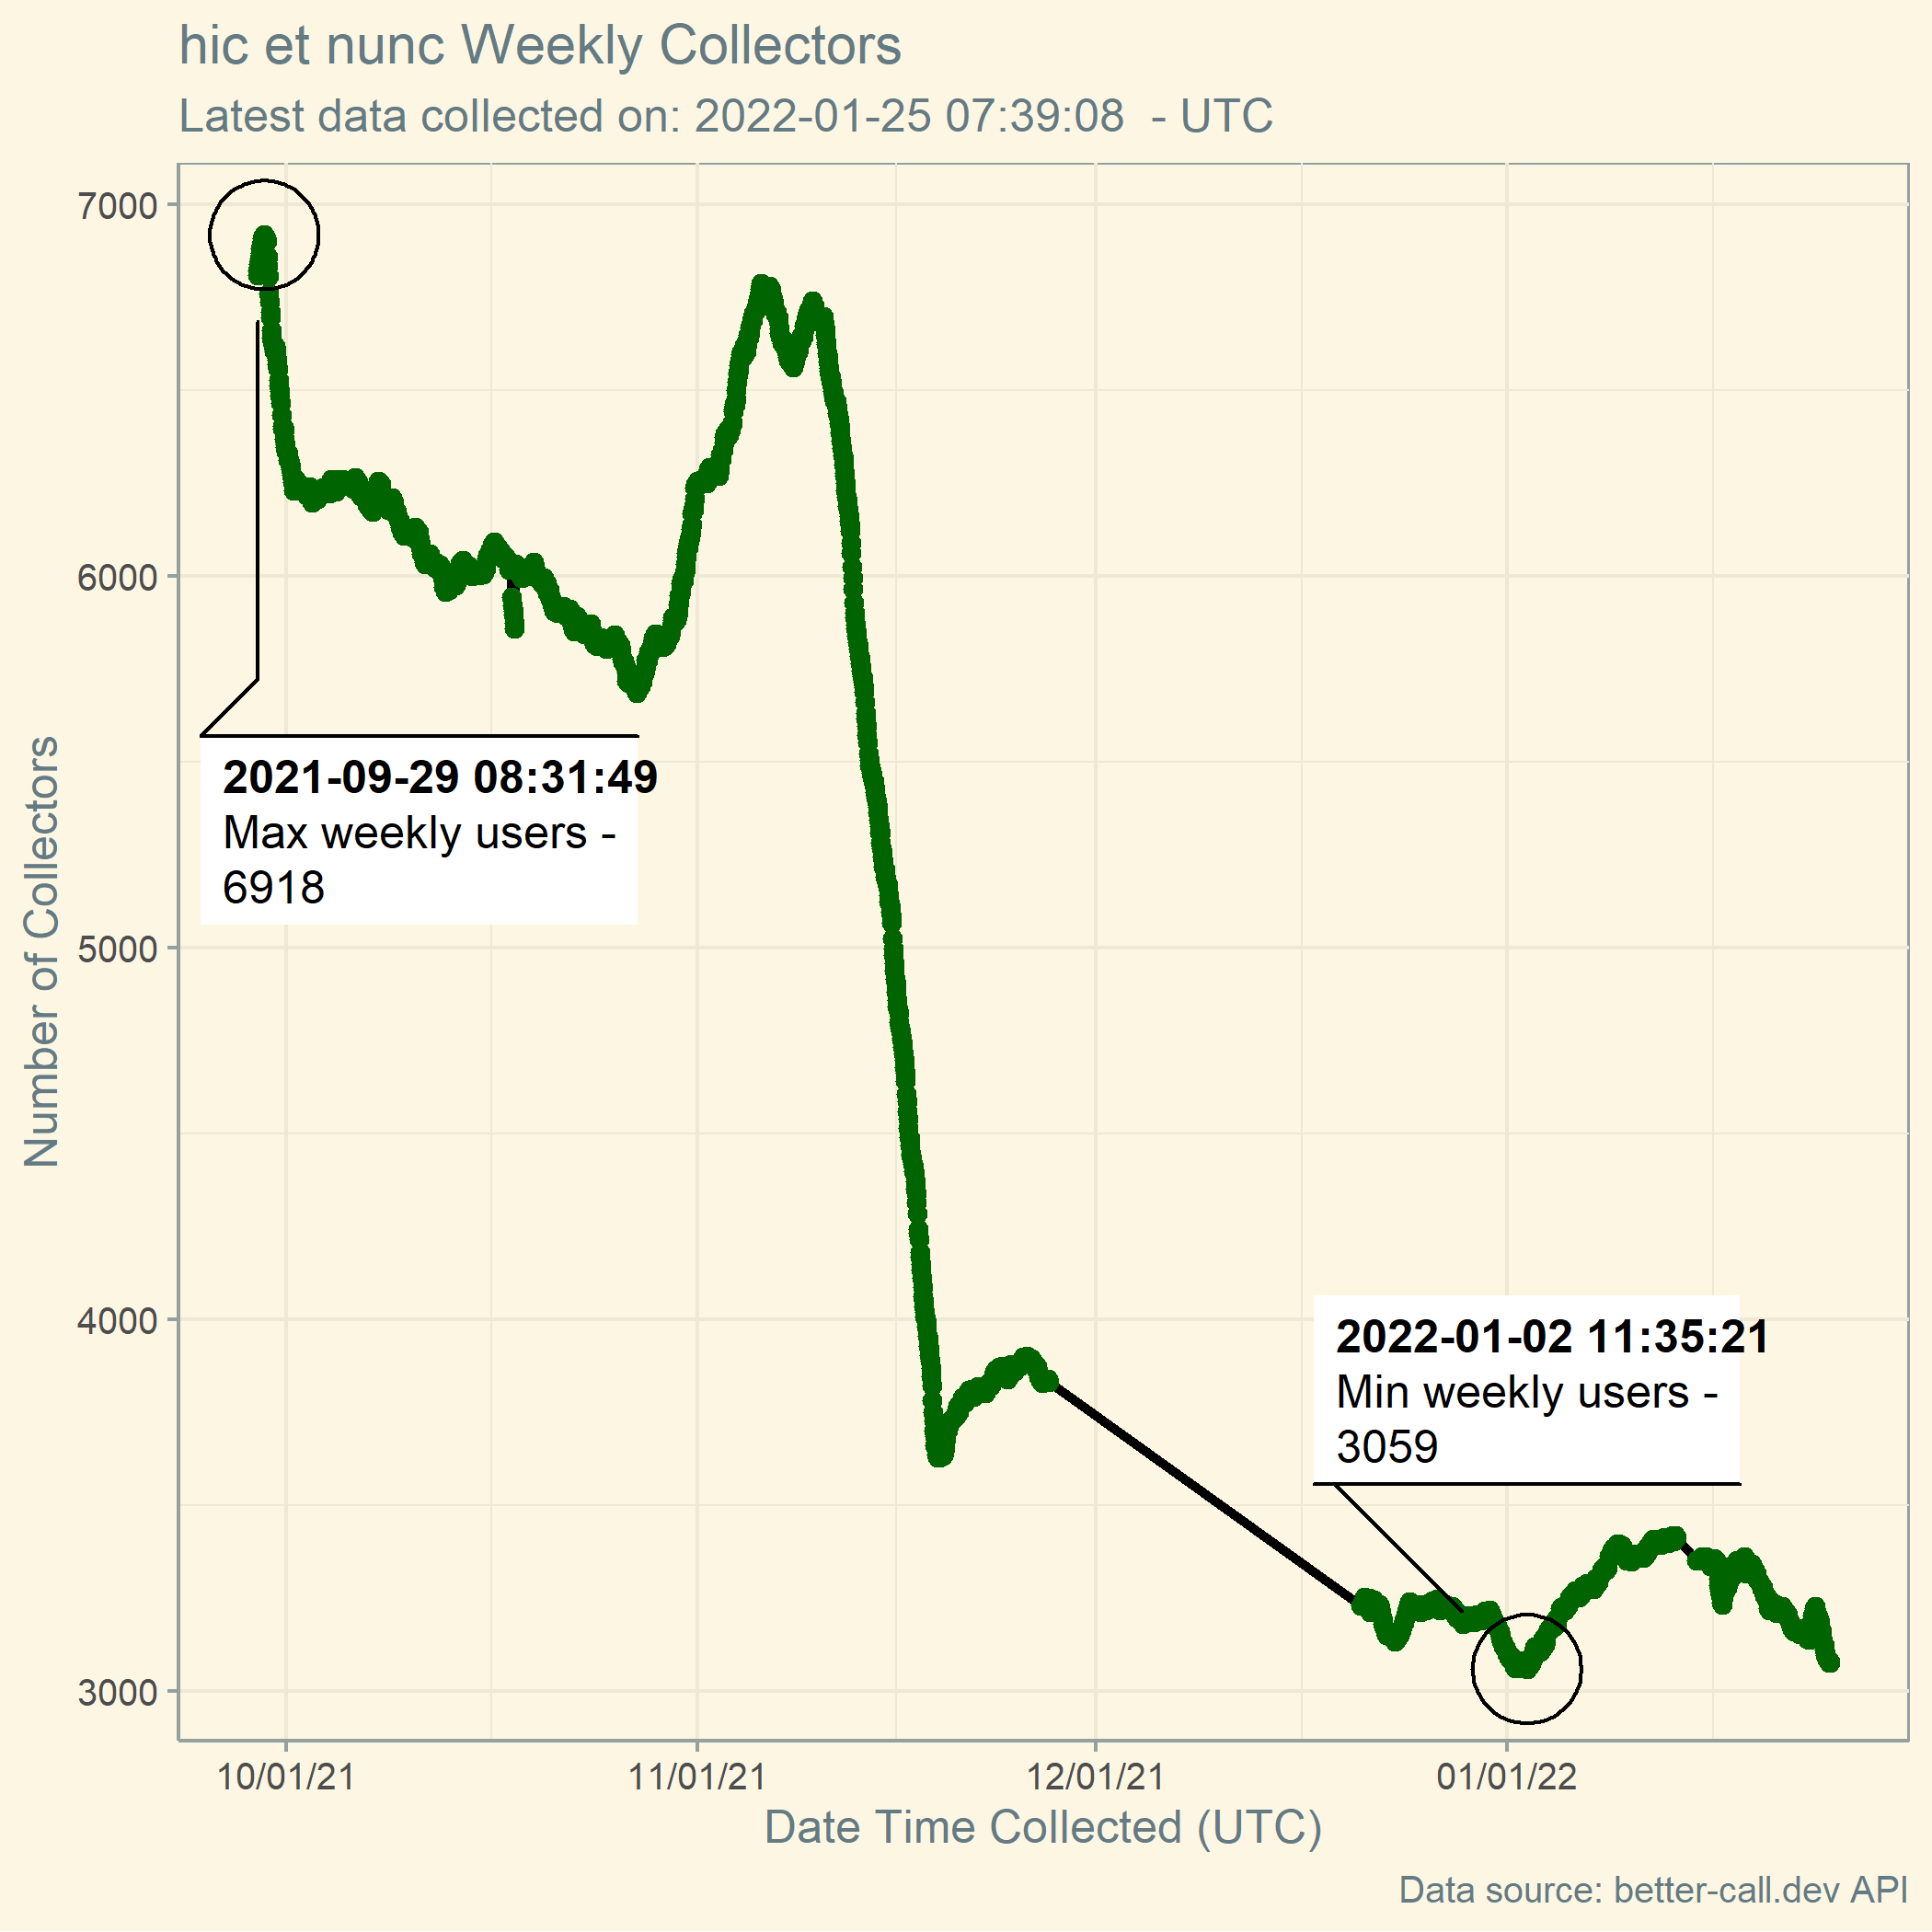 hic et nunc Weekly Collectors
Latest data collected on: 2022-01-25 07:39:08  - UTC
Number of Collectors
7000
6000
5000
4000
3000
2021-09-29 08:31:49
Max weekly users -
6918
2022-01-02 11:35:21
Min weekly users -
3059
10/01/21
11/01/21
12/01/21
01/01/22
Date Time Collected (UTC)
Data source: better-call.dev API